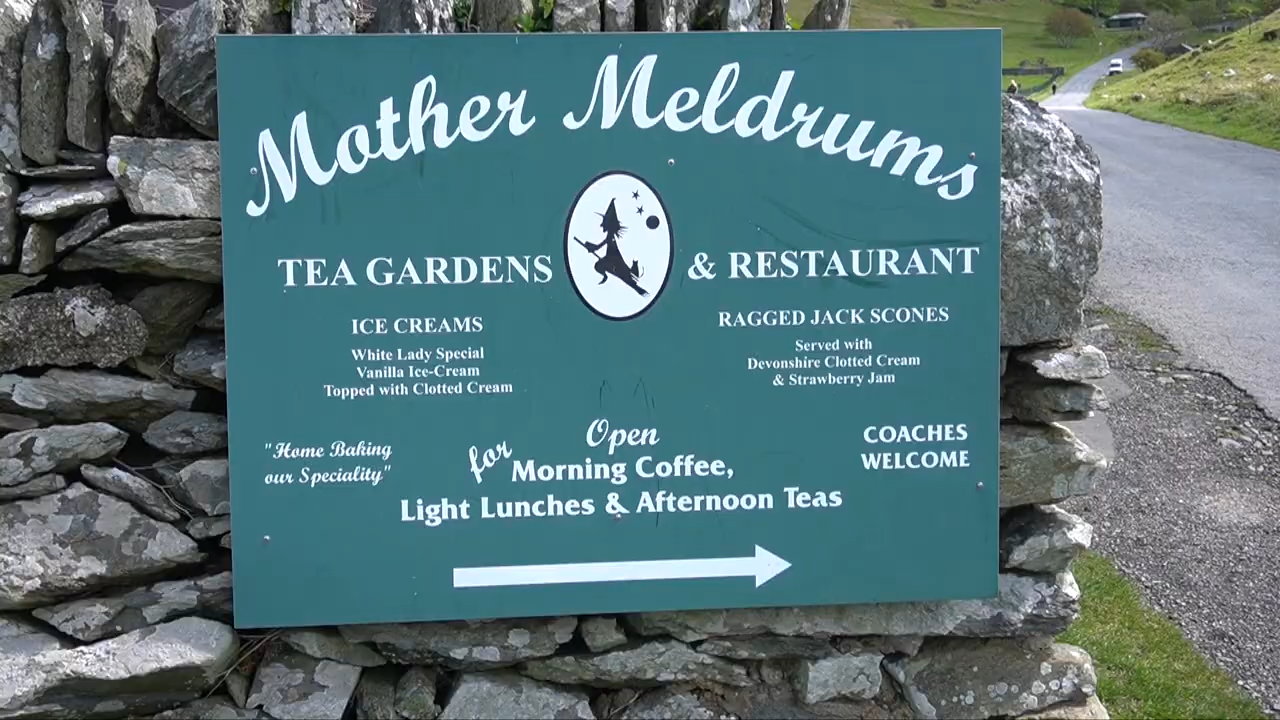 Mother Meldrums
TEA GARDENS & RESTAURANT
ICE CREAMS
White Lady Special
Vanilla Ice-Cream
Topped with Clotted Cream
RAGGED JACK SCONES
Served with
Devonshire Clotted Cream
& Strawberry Jam
"Home Baking
our Speciality"
Open
for Morning Coffee,
Light Lunches & Afternoon Teas
COACHES
WELCOME